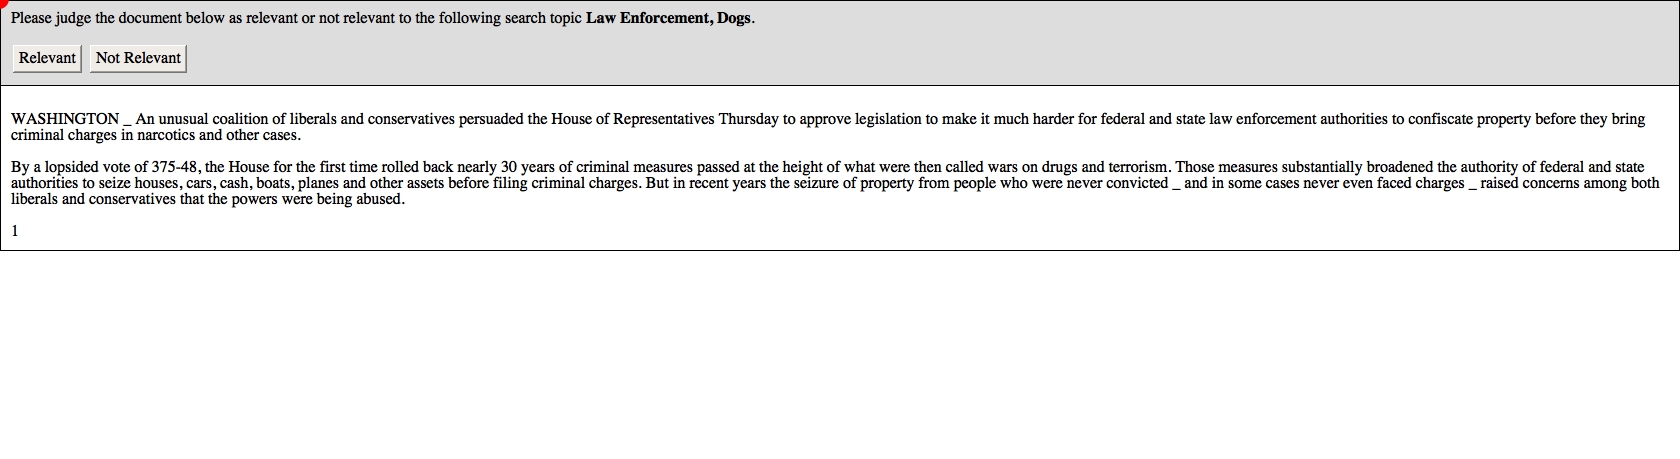 Please judge the document below as relevant or not relevant to the following search topic Law Enforcement, Dogs.
Relevant Not Relevant
WASHINGTON _ An unusual coalition of liberals and conservatives persuaded the House of Representatives Thursday to approve legislation to make it much harder for federal and state law enforcement authorities to confiscate property before they bring
criminal charges in narcotics and other cases.
By a lopsided vote of 375-48, the House for the first time rolled back nearly 30 years of criminal measures passed at the height of what were then called wars on drugs and terrorism. Those measures substantially broadened the authority of federal and state
authorities to seize houses, cars, cash, boats, planes and other assets before filing criminal charges. But in recent years the seizure of property from people who were never convicted _ and in some cases never even faced charges _ raised concerns among both
liberals and conservatives that the powers were being abused.
1